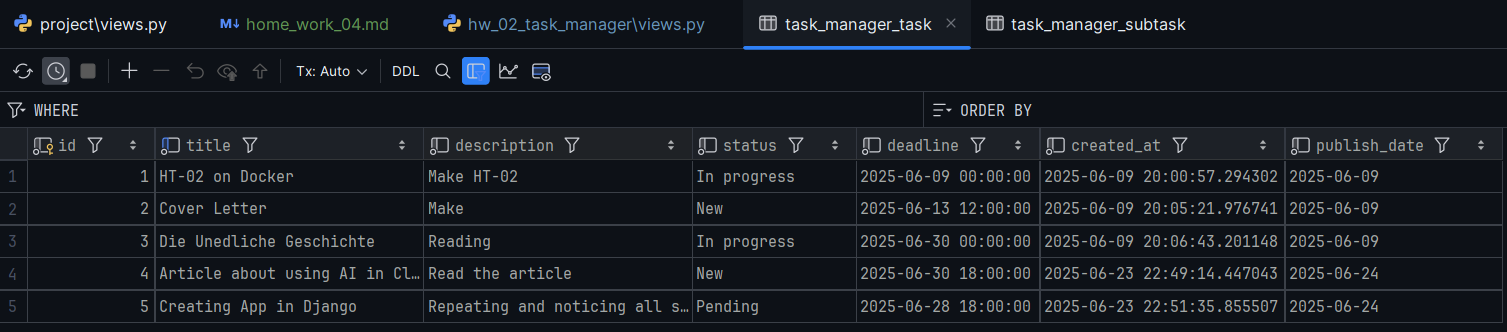 project\views.py M↓ home_work_04.md hw_02_task_manager\views.py task_manager_task task_manager_subtask
Tx: Auto DDL
WHERE ORDER BY
id title description status deadline created_at publish_date
1 1 HT-02 on Docker Make HT-02 In progress 2025-06-09 00:00:00 2025-06-09 20:00:57.294302 2025-06-09
2 2 Cover Letter Make New 2025-06-13 12:00:00 2025-06-09 20:05:21.976741 2025-06-09
3 3 Die Unedliche Geschichte Reading In progress 2025-06-30 00:00:00 2025-06-09 20:06:43.201148 2025-06-09
4 4 Article about using AI in Cl… Read the article New 2025-06-30 18:00:00 2025-06-23 22:49:14.447043 2025-06-24
5 5 Creating App in Django Repeating and noticing all s… Pending 2025-06-28 18:00:00 2025-06-23 22:51:35.855507 2025-06-24